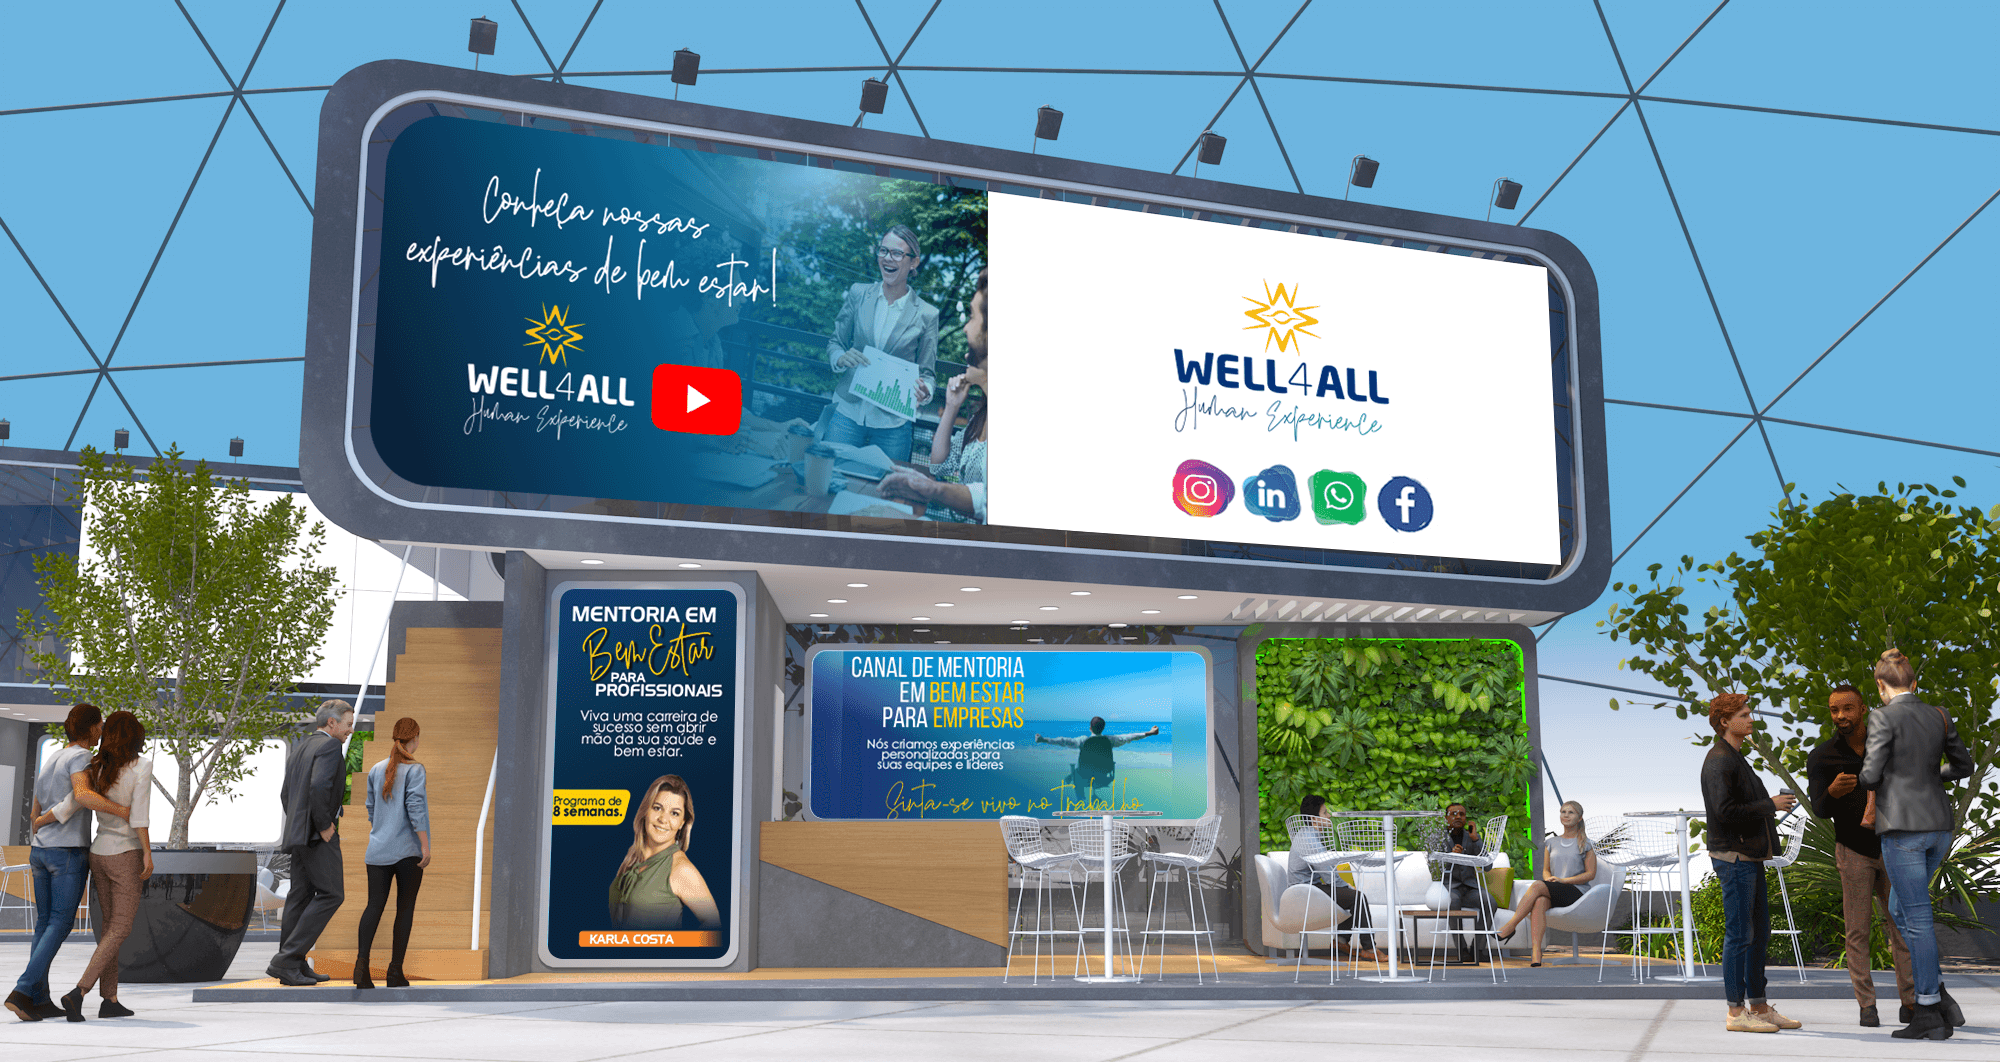 Conheça nossas
experiências de bem estar!
WELL4ALL
Human Experience
WELL4ALL
Human Experience
in
f
MENTORIA EM
Bem Estar
PARA
PROFISSIONAIS
Viva uma carreira de
sucesso sem abrir
mão da sua saúde e
bem estar.
Programa de
8 semanas.
KARLA COSTA
CANAL DE MENTORIA
EM BEM ESTAR
PARA EMPRESAS
Nós criamos experiências
personalizadas para
suas equipes e líderes
Sinta-se vivo no trabalho